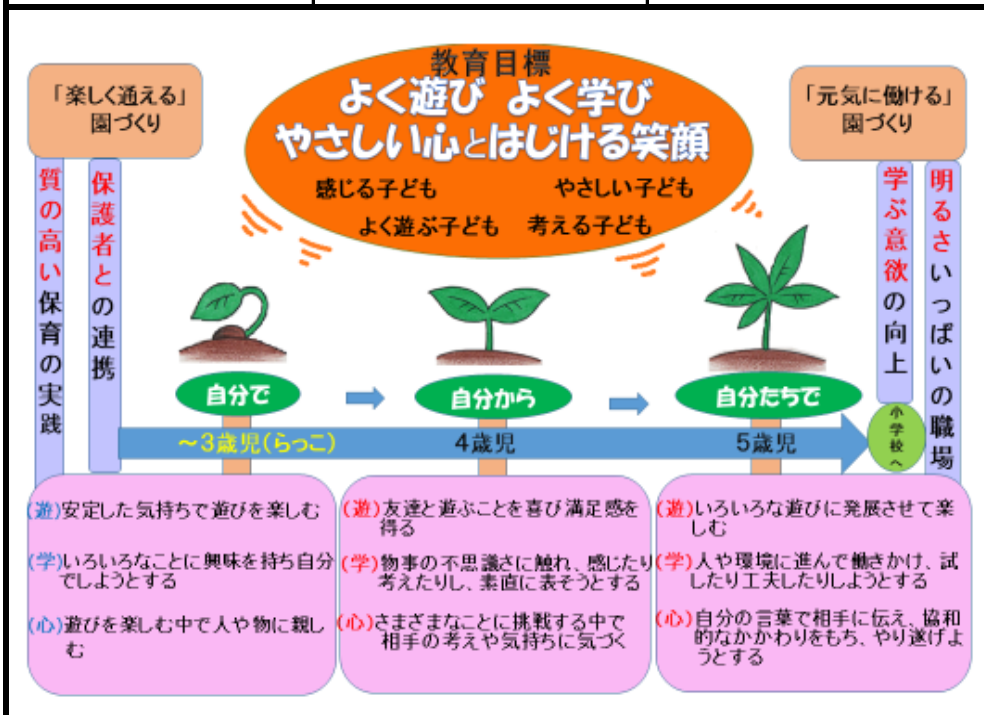 教育目標
よく遊び よく学び
やさしい心とはじける笑顔
感じる子ども
やさしい子ども
よく遊ぶ子ども
考える子ども
「楽しく通える」
園づくり
「元気に働ける」
園づくり
質の高い保育の実践
保護者との連携
学ぶ意欲の向上
明るさいっぱいの職場
自分で
自分から
自分たちで
～3歳児(らっこ)
4歳児
5歳児
小学校へ
(遊)安定した気持ちで遊びを楽しむ
(学)いろいろなことに興味を持ち自分
でしようとする
(心)遊びを楽しむ中で人や物に親し
む
(遊)友達と遊ぶことを喜び満足感を
得る
(学)物事の不思議さに触れ、感じたり
考えたりし、素直に表そうとする
(心)さまざまなことに挑戦する中で
相手の考えや気持ちに気づく
(遊)いろいろな遊びに発展させて楽
しむ
(学)人や環境に進んで働きかけ、試
したり工夫したりしようとする
(心)自分の言葉で相手に伝え、協和
的なかかわりをもち、やり遂げよ
うとする